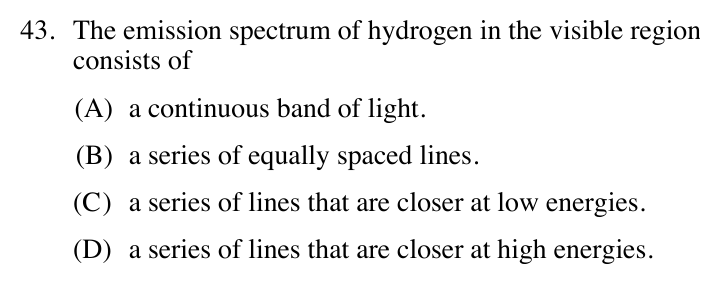 43. The emission spectrum of hydrogen in the visible region
consists of
(A) a continuous band of light.
(B) a series of equally spaced lines.
(C) a series of lines that are closer at low energies.
(D) a series of lines that are closer at high energies.